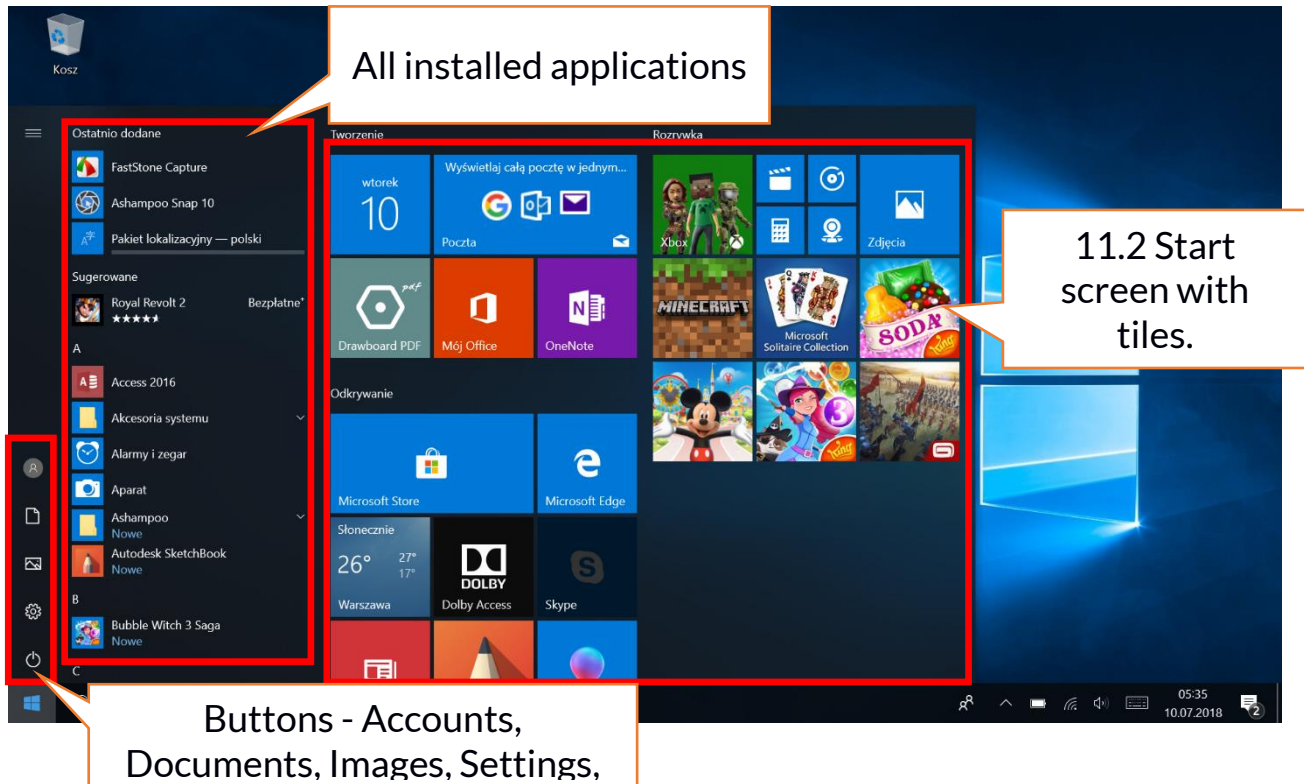 Kosz
All installed applications
Ostatnio dodane
FastStone Capture
Ashampoo Snap 10
Pakiet lokalizacyjny — polski
Sugerowane
Royal Revolt 2 Bezpłatne*
A
Access 2016
Akcesoria systemu
Alarmy i zegar
Aparat
Ashampoo
Nowe
Autodesk SketchBook
Nowe
B
Bubble Witch 3 Saga
Nowe
C
Tworzenie
wtorek
10
Wyświetlaj całą pocztę w jednym...
Poczta
Drawboard PDF
Mój Office
OneNote
Odkrywanie
Microsoft Store
Microsoft Edge
Słonecznie
26° 27°
17°
Warszawa
DOLBY
Dolby Access
Skype
Rozrywka
Xbox
Zdjęcia
MINECRAFT
Microsoft
Solitaire Collection
SODA
King
3
King
11.2 Start
screen with
tiles.
Buttons - Accounts,
Documents, Images, Settings,
05:35
10.07.2018
2